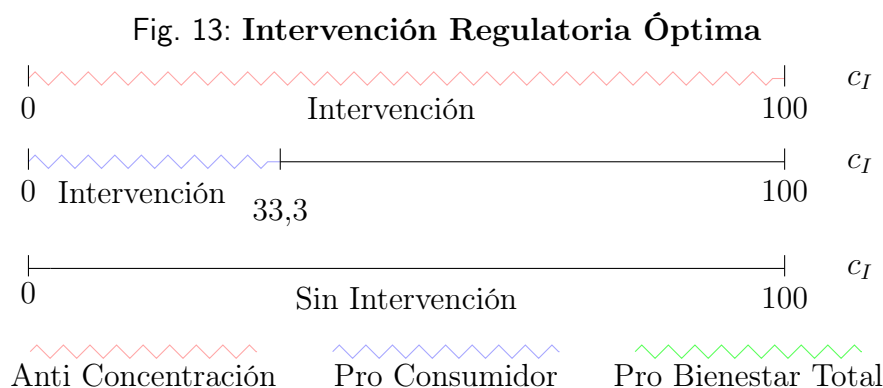 Fig. 13: Intervención Regulatoria Óptima
c_I
0 Intervención 100
c_I
0 Intervención 33,3 100
c_I
0 Sin Intervención 100
Anti Concentración Pro Consumidor Pro Bienestar Total